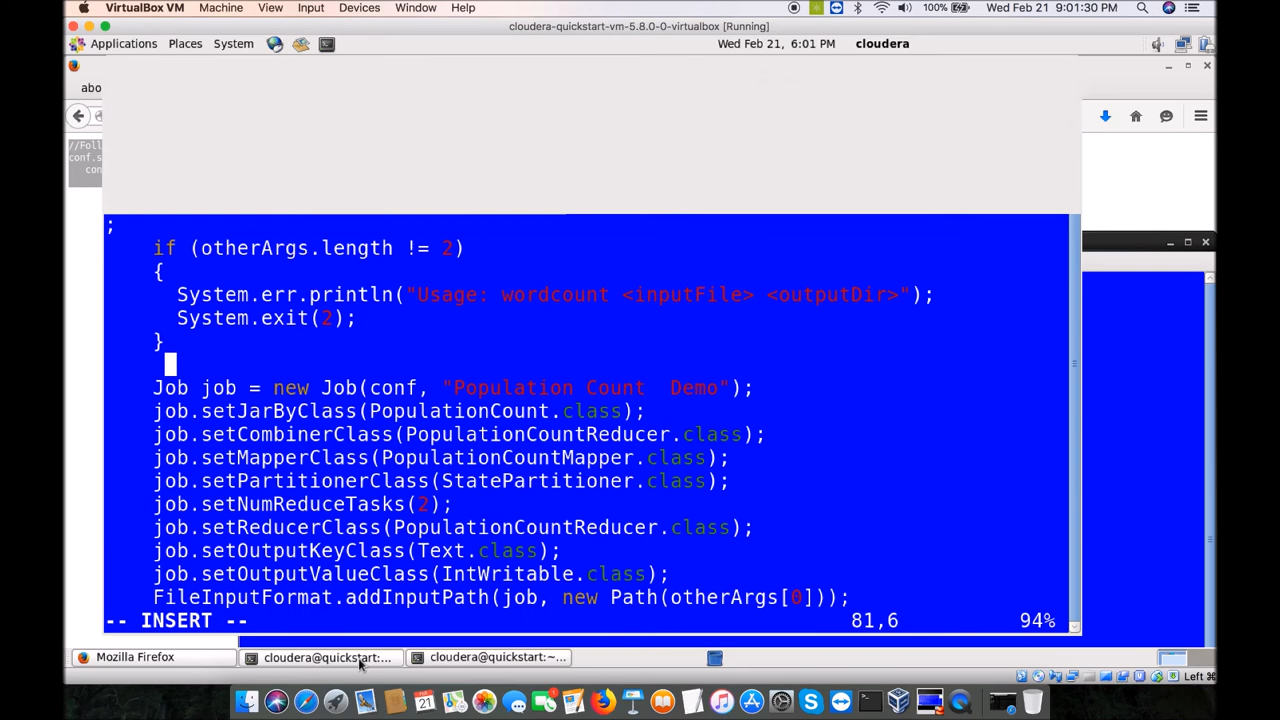 VirtualBox VM Machine View Input Devices Window Help 100% Wed Feb 21 9:01:30 PM
cloudera-quickstart-vm-5.8.0-0-virtualbox [Running]
Applications Places System Wed Feb 21, 6:01 PM cloudera
abo
//Foll
conf.s
con
;
if (otherArgs.length != 2)
{
System.err.println("Usage: wordcount <inputFile> <outputDir>");
System.exit(2);
}
Job job = new Job(conf, "Population Count  Demo");
job.setJarByClass(PopulationCount.class);
job.setCombinerClass(PopulationCountReducer.class);
job.setMapperClass(PopulationCountMapper.class);
job.setPartitionerClass(StatePartitioner.class);
job.setNumReduceTasks(2);
job.setReducerClass(PopulationCountReducer.class);
job.setOutputKeyClass(Text.class);
job.setOutputValueClass(IntWritable.class);
FileInputFormat.addInputPath(job, new Path(otherArgs[0]));
-- INSERT -- 81,6 94%
Mozilla Firefox cloudera@quickstart:... cloudera@quickstart:~...
Left ⌘